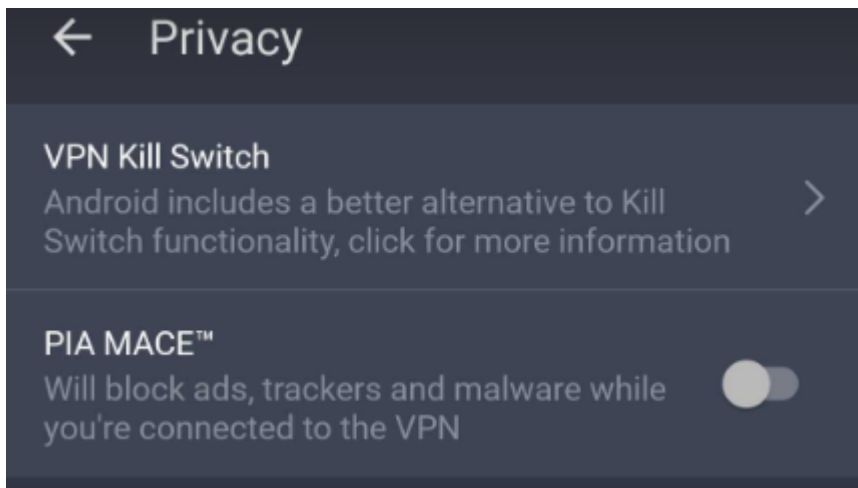 Privacy
VPN Kill Switch
Android includes a better alternative to Kill
Switch functionality, click for more information
PIA MACE™
Will block ads, trackers and malware while
you're connected to the VPN